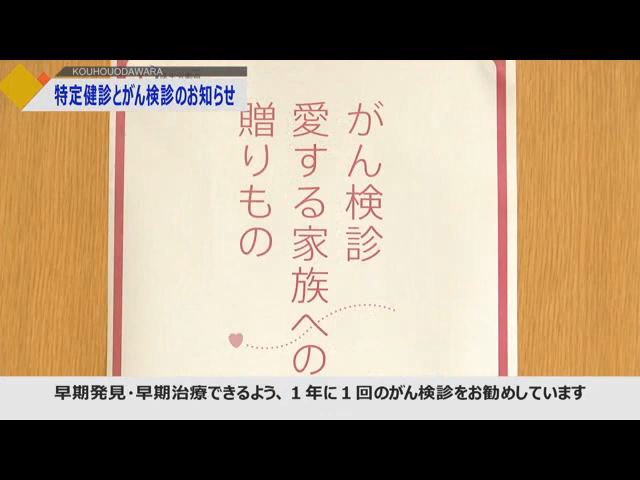 KOUHOUODAWARA
特定健診とがん検診のお知らせ
がん検診
愛する家族への
贈りもの
早期発見・早期治療できるよう、１年に１回のがん検診をお勧めしています